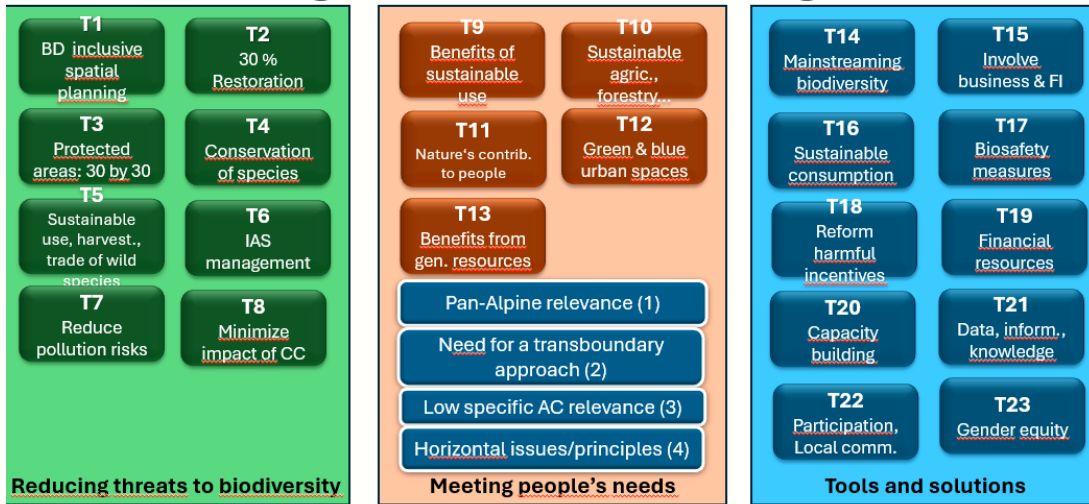 T1
BD inclusive
spatial
planning
T2
30 %
Restoration
T3
Protected
areas: 30 by 30
T4
Conservation
of species
T5
Sustainable
use, harvest.,
trade of wild
species
T6
IAS
management
T7
Reduce
pollution risks
T8
Minimize
impact of CC
Reducing threats to biodiversity
T9
Benefits of
sustainable
use
T10
Sustainable
agric.,
forestry...
T11
Nature‘s contrib.
to people
T12
Green & blue
urban spaces
T13
Benefits from
gen. resources
Pan-Alpine relevance (1)
Need for a transboundary
approach (2)
Low specific AC relevance (3)
Horizontal issues/principles (4)
Meeting people’s needs
T14
Mainstreaming
biodiversity
T15
Involve
business & FI
T16
Sustainable
consumption
T17
Biosafety
measures
T18
Reform
harmful
incentives
T19
Financial
resources
T20
Capacity
building
T21
Data, inform.,
knowledge
T22
Participation,
Local comm.
T23
Gender equity
Tools and solutions